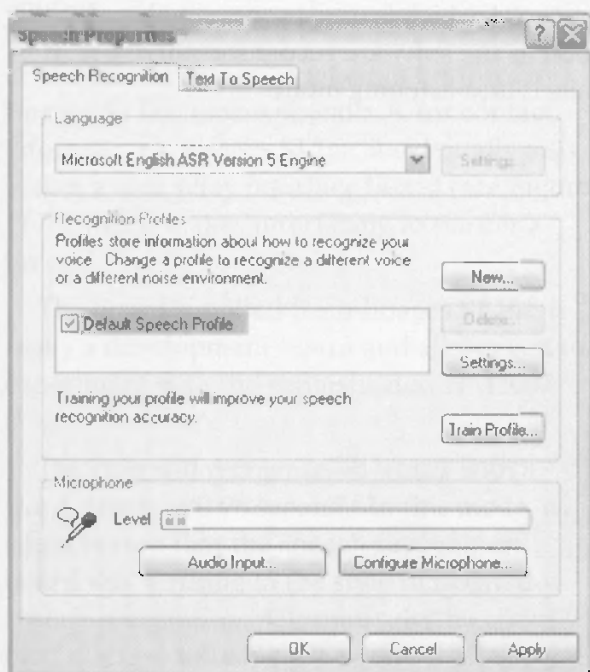 Speech Properties
Speech Recognition
Text To Speech
Language
Microsoft English ASR Version 5 Engine
Settings...
Recognition Profiles
Profiles store information about how to recognize your
voice. Change a profile to recognize a different voice
or a different noise environment.
New...
Default Speech Profile
Delete...
Settings...
Training your profile will improve your speech
recognition accuracy.
Train Profile...
Microphone
Level
Audio Input...
Configure Microphone...
OK
Cancel
Apply